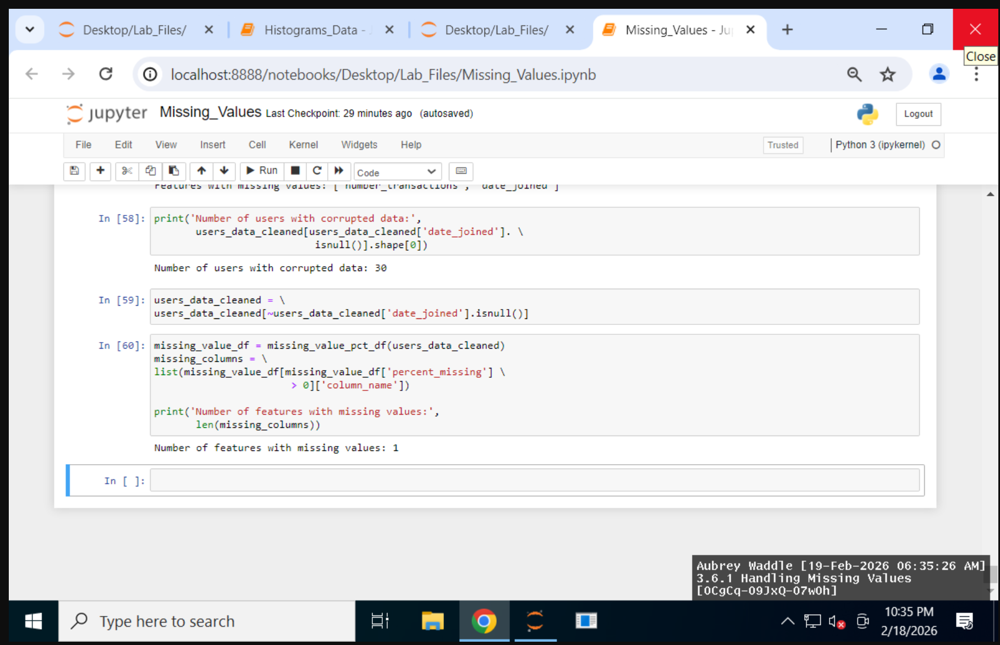 Desktop/Lab_Files/
Histograms_Data -
Desktop/Lab_Files/
Missing_Values - Ju
Close
localhost:8888/notebooks/Desktop/Lab_Files/Missing_Values.ipynb
jupyter Missing_Values Last Checkpoint: 29 minutes ago (autosaved)
Logout
File Edit View Insert Cell Kernel Widgets Help
Trusted
Python 3 (ipykernel)
Run
Code
Features with missing values: ['number_transactions', 'date_joined']
In [58]: print('Number of users with corrupted data:',
users_data_cleaned[users_data_cleaned['date_joined']. \
isnull()].shape[0])
Number of users with corrupted data: 30
In [59]: users_data_cleaned = \
users_data_cleaned[~users_data_cleaned['date_joined'].isnull()]
In [60]: missing_value_df = missing_value_pct_df(users_data_cleaned)
missing_columns = \
list(missing_value_df[missing_value_df['percent_missing'] \
> 0]['column_name'])
print('Number of features with missing values:',
len(missing_columns))
Number of features with missing values: 1
In [ ]:
Aubrey Waddle [19-Feb-2026 06:35:26 AM]
3.6.1 Handling Missing Values
[0CgCq-09JxQ-07w0h]
Type here to search
10:35 PM
2/18/2026